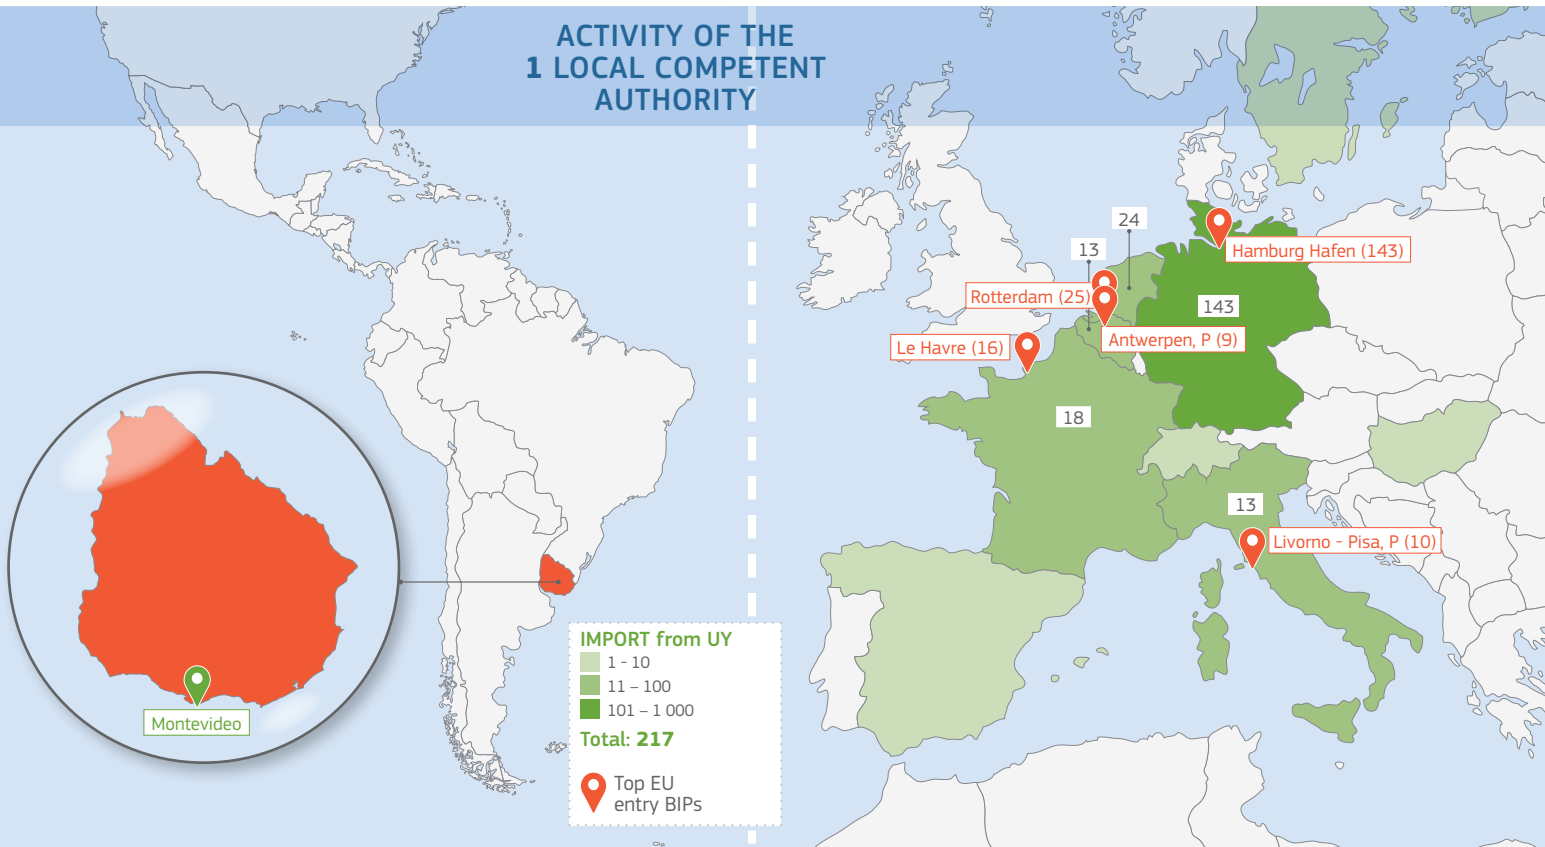 ACTIVITY OF THE
1 LOCAL COMPETENT
AUTHORITY
24
13
Hamburg Hafen (143)
Rotterdam (25)
143
Antwerpen, P (9)
Le Havre (16)
18
13
Livorno - Pisa, P (10)
Montevideo
IMPORT from UY
1 - 10
11 – 100
101 – 1 000
Total: 217
Top EU
entry BIPs